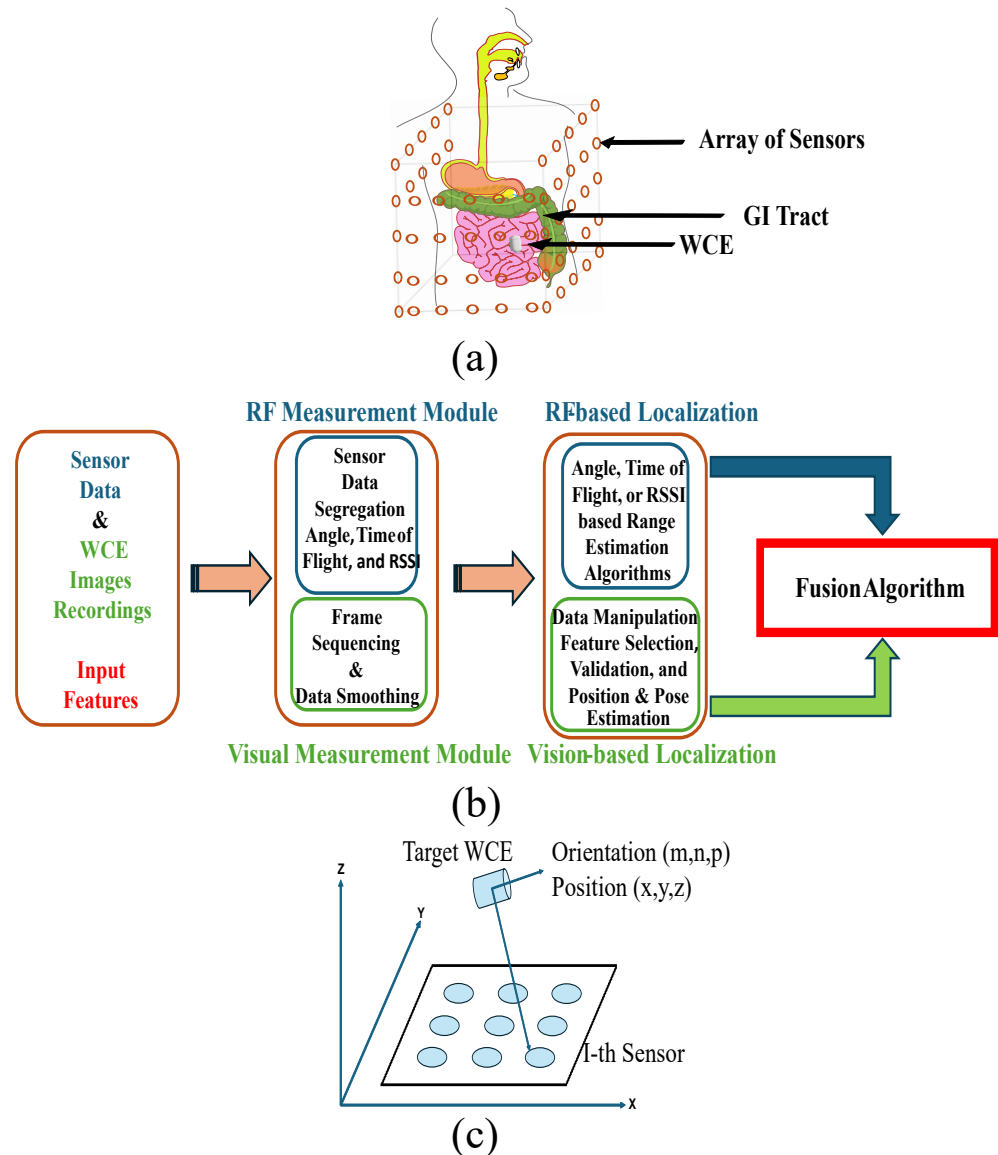 Array of Sensors
GI Tract
WCE
(a)
RF Measurement Module
RF-based Localization
Sensor
Data
&
WCE
Images
Recordings
Input
Features
Sensor
Data
Segregation
Angle, Time of
Flight, and RSSI
Frame
Sequencing
&
Data Smoothing
Angle, Time of
Flight, or RSSI
based Range
Estimation
Algorithms
Data Manipulation
Feature Selection,
Validation, and
Position & Pose
Estimation
Fusion Algorithm
Visual Measurement Module
Vision-based Localization
(b)
Target WCE
Orientation (m,n,p)
Position (x,y,z)
Z
Y
I-th Sensor
X
(c)